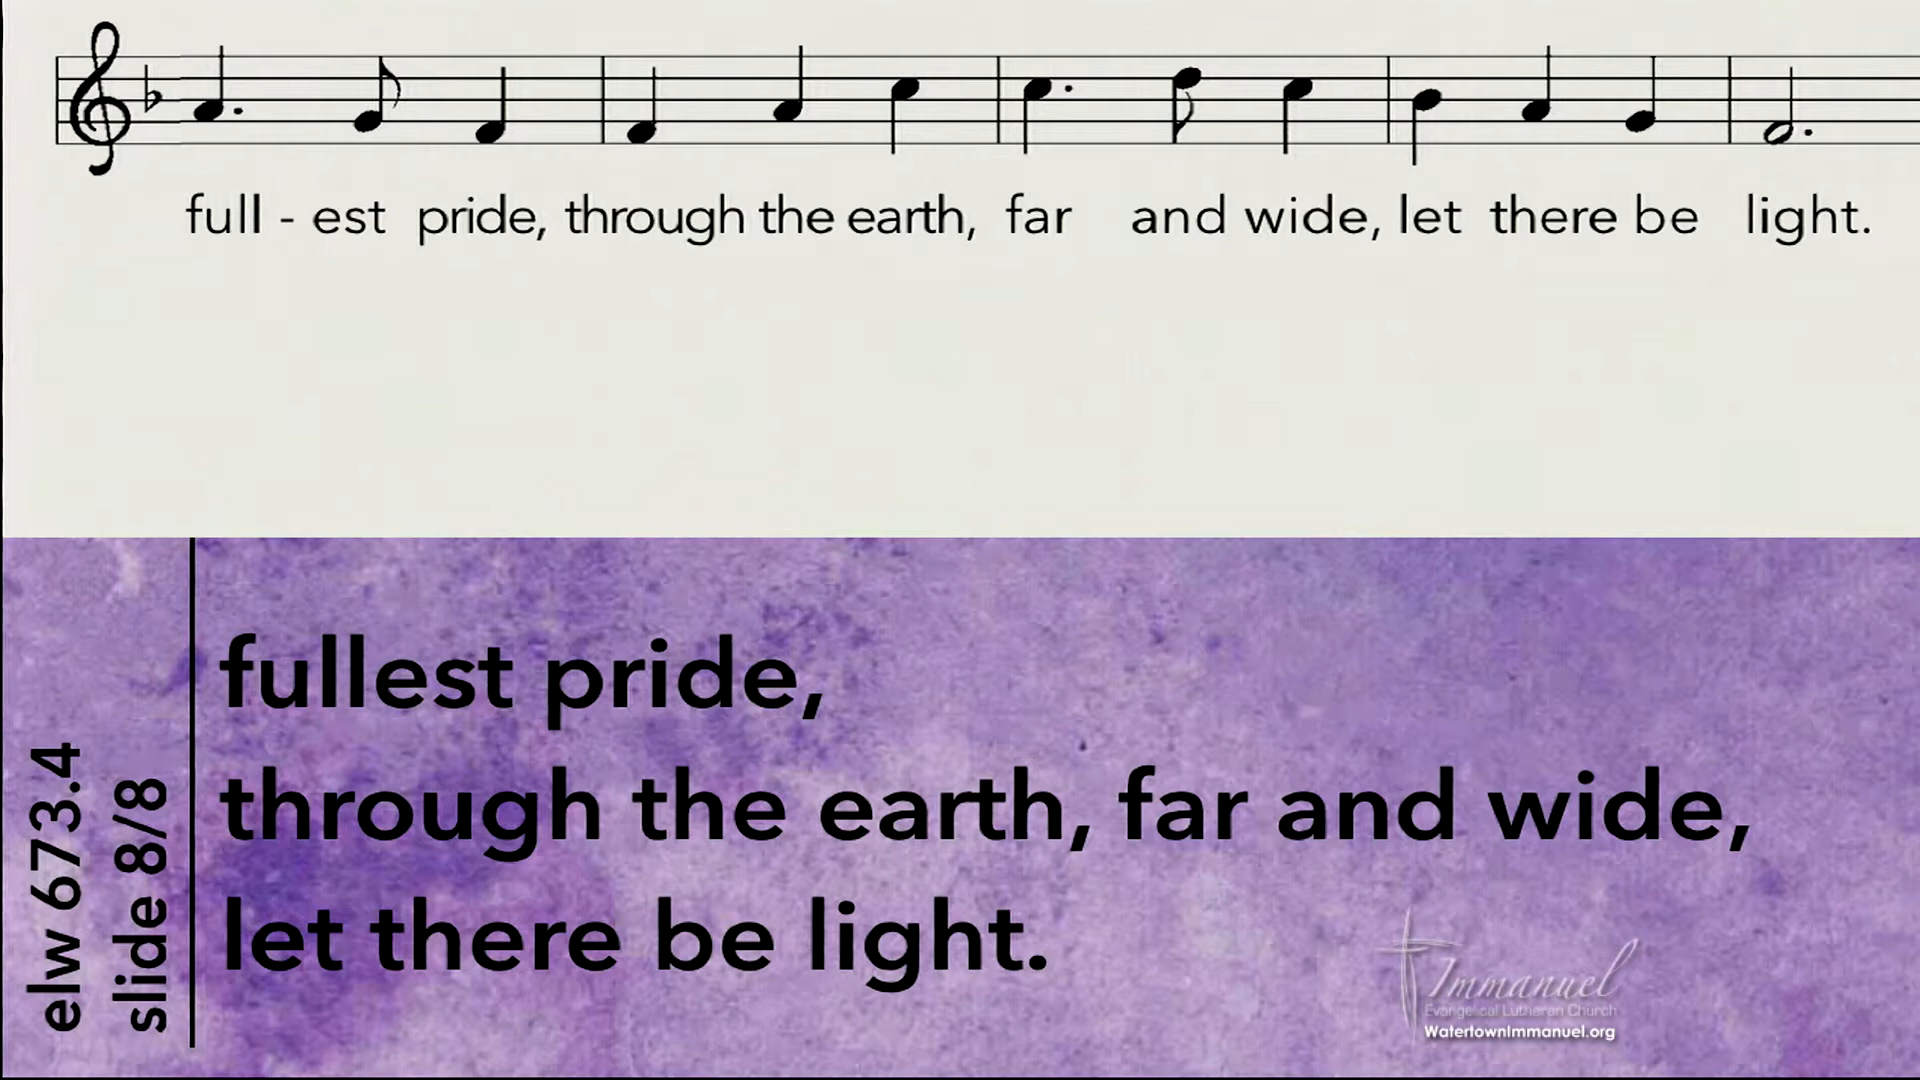 full - est pride, through the earth, far and wide, let there be light.
elw 673.4
slide 8/8
fullest pride,
through the earth, far and wide,
let there be light.
Immanuel
Evangelical Lutheran Church
WatertownImmanuel.org